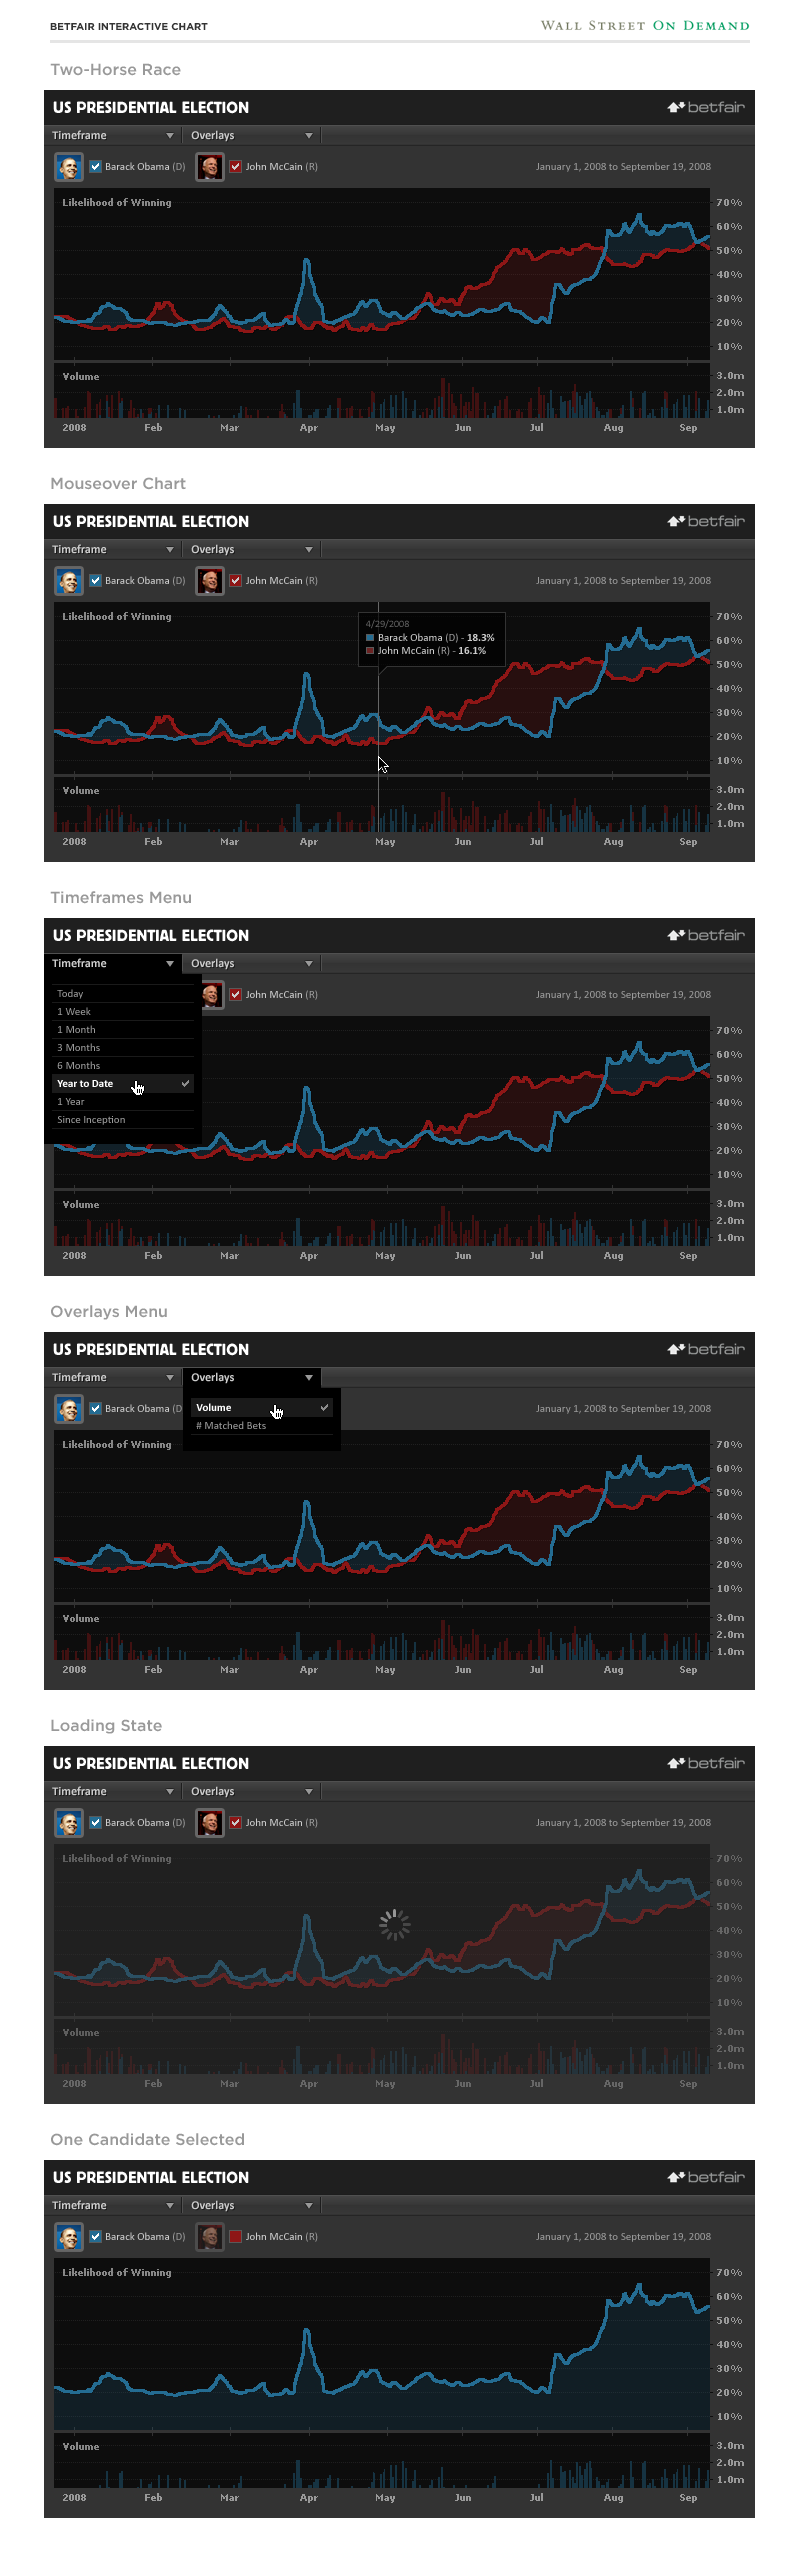 BETFAIR INTERACTIVE CHART
WALL STREET ON DEMAND
Two-Horse Race
US PRESIDENTIAL ELECTION
betfair
Timeframe Overlays
Barack Obama (D) John McCain (R) January 1, 2008 to September 19, 2008
Likelihood of Winning
70%
60%
50%
40%
30%
20%
10%
Volume
3.0m
2.0m
1.0m
2008 Feb Mar Apr May Jun Jul Aug Sep
Mouseover Chart
US PRESIDENTIAL ELECTION
betfair
Timeframe Overlays
Barack Obama (D) John McCain (R) January 1, 2008 to September 19, 2008
Likelihood of Winning
4/29/2008
Barack Obama (D) - 18.3%
John McCain (R) - 16.1%
70%
60%
50%
40%
30%
20%
10%
Volume
3.0m
2.0m
1.0m
2008 Feb Mar Apr May Jun Jul Aug Sep
Timeframes Menu
US PRESIDENTIAL ELECTION
betfair
Timeframe Overlays
John McCain (R) January 1, 2008 to September 19, 2008
Today
1 Week
1 Month
3 Months
6 Months
Year to Date
1 Year
Since Inception
70%
60%
50%
40%
30%
20%
10%
Volume
3.0m
2.0m
1.0m
2008 Feb Mar Apr May Jun Jul Aug Sep
Overlays Menu
US PRESIDENTIAL ELECTION
betfair
Timeframe Overlays
Barack Obama (D January 1, 2008 to September 19, 2008
Volume
# Matched Bets
Likelihood of Winning
70%
60%
50%
40%
30%
20%
10%
Volume
3.0m
2.0m
1.0m
2008 Feb Mar Apr May Jun Jul Aug Sep
Loading State
US PRESIDENTIAL ELECTION
betfair
Timeframe Overlays
Barack Obama (D) John McCain (R) January 1, 2008 to September 19, 2008
Likelihood of Winning
70%
60%
50%
40%
30%
20%
10%
Volume
3.0m
2.0m
1.0m
2008 Feb Mar Apr May Jun Jul Aug Sep
One Candidate Selected
US PRESIDENTIAL ELECTION
betfair
Timeframe Overlays
Barack Obama (D) John McCain (R) January 1, 2008 to September 19, 2008
Likelihood of Winning
70%
60%
50%
40%
30%
20%
10%
Volume
3.0m
2.0m
1.0m
2008 Feb Mar Apr May Jun Jul Aug Sep